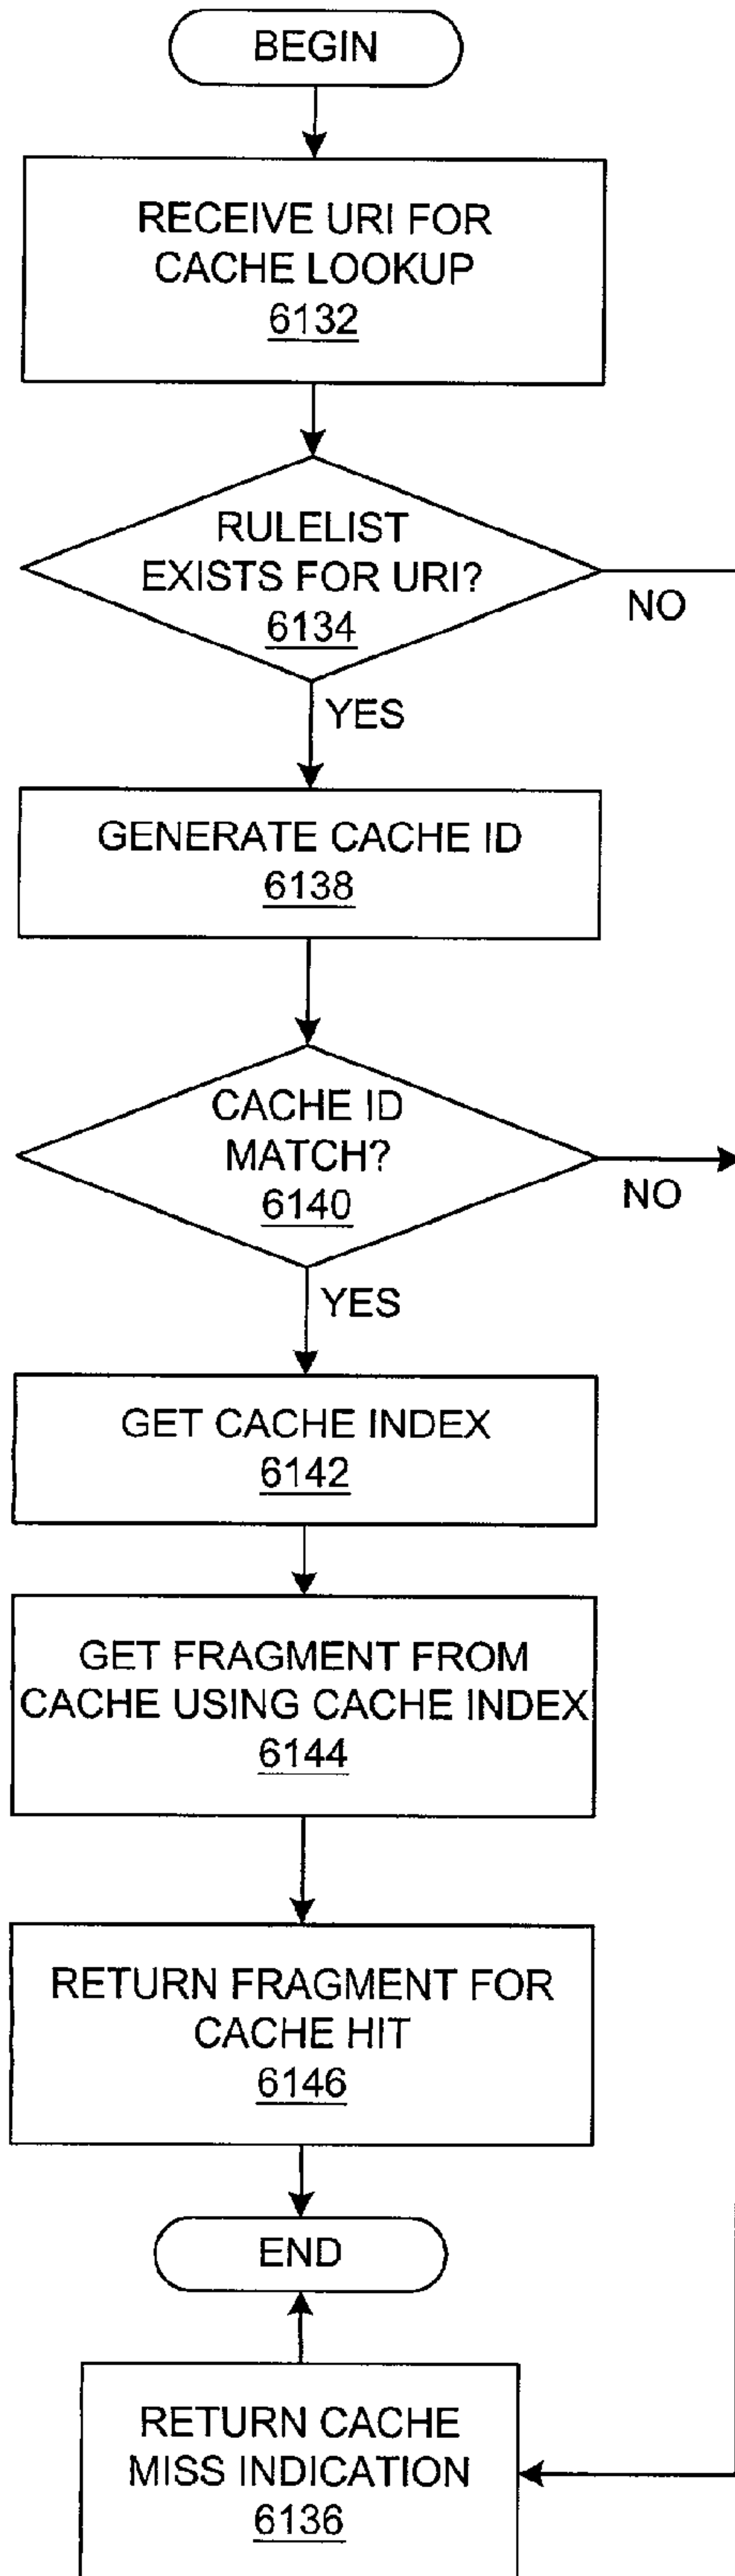 BEGIN
RECEIVE URI FOR
CACHE LOOKUP
6132
RULELIST
EXISTS FOR URI?
6134
NO
YES
GENERATE CACHE ID
6138
CACHE ID
MATCH?
6140
NO
YES
GET CACHE INDEX
6142
GET FRAGMENT FROM
CACHE USING CACHE INDEX
6144
RETURN FRAGMENT FOR
CACHE HIT
6146
END
RETURN CACHE
MISS INDICATION
6136